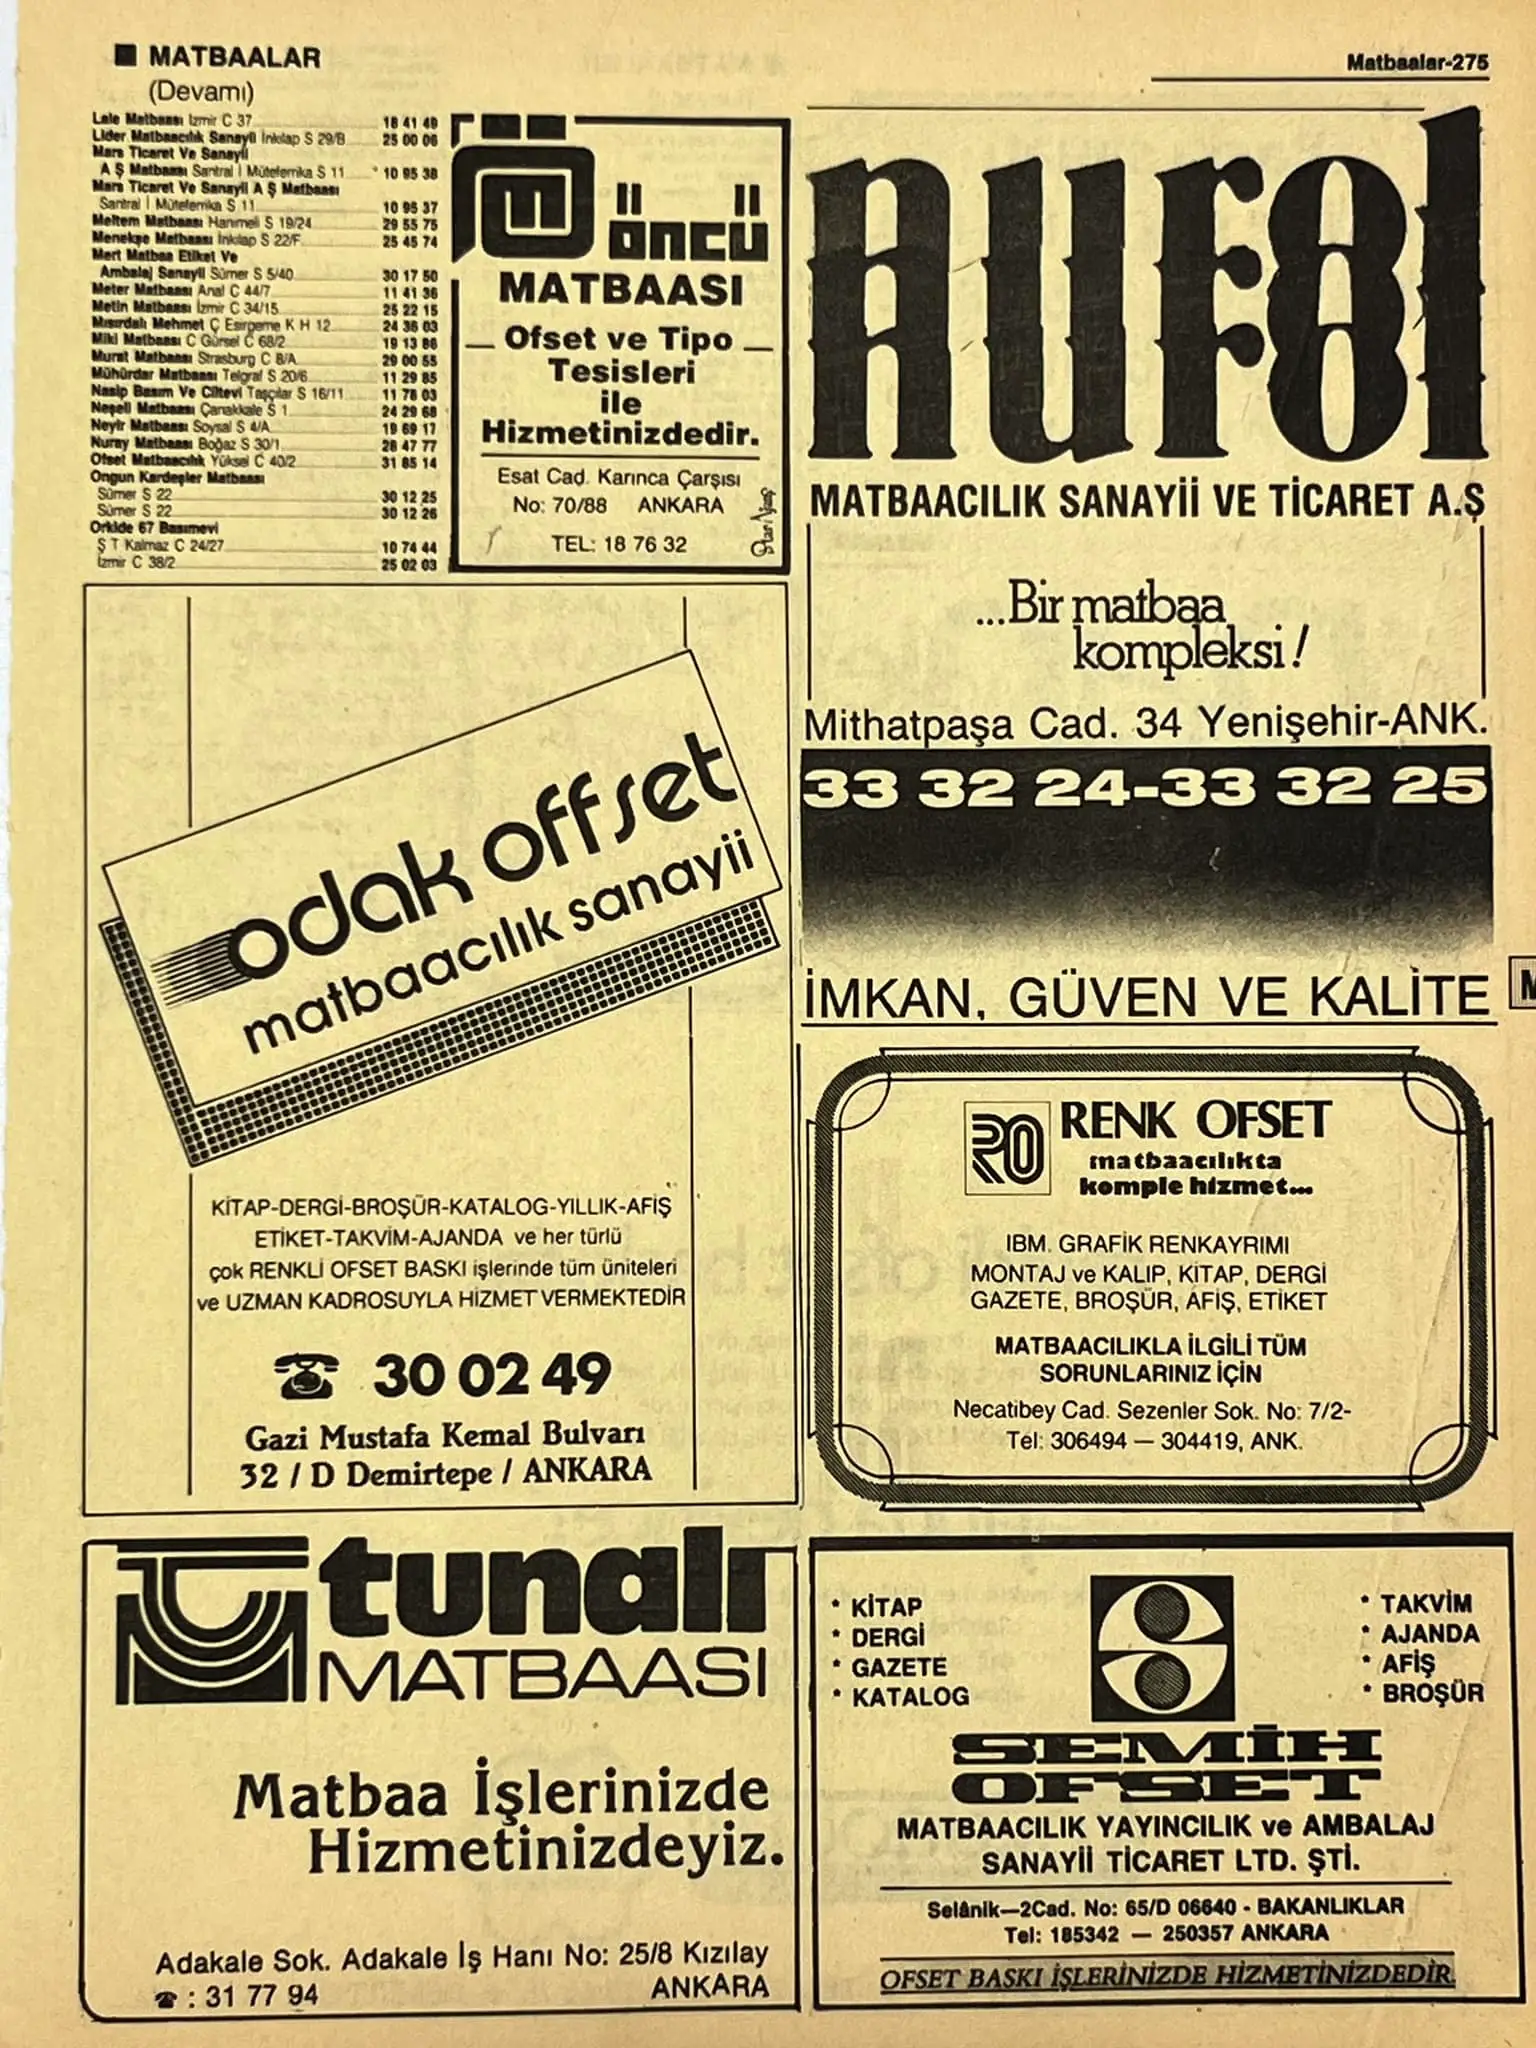 ■ MATBAALAR
(Devamı)
Matbaalar-275
Lale Matbaası İzmir C 37 18 41 49
Lider Matbaacılık Sanayii İnkılap S 29/B 25 00 06
Mars Ticaret Ve Sanayii
A Ş Matbaası Santral | Müteferrika S 11 10 95 38
Mars Ticaret Ve Sanayii A Ş Matbaası
Santral | Müteferrika S 11 10 95 37
Meltem Matbaası Hanımeli S 19/24 29 55 75
Menekşe Matbaası İnkılap S 22/F 25 45 74
Mert Matbaa Etiket Ve
Ambalaj Sanayii Sümer S 5/40 30 17 50
Meter Matbaası Anal C 44/7 11 41 36
Metin Matbaası İzmir C 34/15 25 22 15
Mısırdalı Mehmet Ç Esirgeme K H 12 24 36 03
Miki Matbaası C Gürsel C 68/2 19 13 86
Murat Matbaası Strasburg C 8/A 29 00 55
Mühürdar Matbaası Telgraf S 20/6 11 29 85
Nasip Basım Ve Ciltevi Taşçılar S 16/11 11 78 03
Neşeli Matbaası Çanakkale S 1 24 29 68
Neyir Matbaası Soysal S 4/A 19 69 17
Nuray Matbaası Boğaz S 30/1 28 47 77
Ofset Matbaacılık Yüksel C 40/2 31 85 14
Ongun Kardeşler Matbaası
Sümer S 22 30 12 25
Sümer S 22 30 12 26
Orkide 67 Basımevi
Ş T Kalmaz C 24/27 10 74 44
İzmir C 38/2 25 02 03
öncü
MATBAASI
Ofset ve Tipo
Tesisleri
ile
Hizmetinizdedir.
Esat Cad. Karınca Çarşısı
No: 70/88 ANKARA
TEL: 18 76 32
nufol
MATBAACILIK SANAYİİ VE TİCARET A.Ş
...Bir matbaa
kompleksi!
Mithatpaşa Cad. 34 Yenişehir-ANK.
33 32 24-33 32 25
İMKAN, GÜVEN VE KALİTE
M
odak offset
matbaacılık sanayii
KİTAP-DERGİ-BROŞÜR-KATALOG-YILLIK-AFİŞ
ETİKET-TAKVİM-AJANDA ve her türlü
çok RENKLİ OFSET BASKI işlerinde tüm üniteleri
ve UZMAN KADROSUYLA HİZMET VERMEKTEDİR
☎ 30 02 49
Gazi Mustafa Kemal Bulvarı
32 / D Demirtepe / ANKARA
RO RENK OFSET
matbaacılıkta
komple hizmet...
IBM. GRAFİK RENKAYRIMI
MONTAJ ve KALIP, KİTAP, DERGİ
GAZETE, BROŞÜR, AFİŞ, ETİKET
MATBAACILIKLA İLGİLİ TÜM
SORUNLARINIZ İÇİN
Necatibey Cad. Sezenler Sok. No: 7/2-
Tel: 306494 — 304419, ANK.
tunalı
MATBAASI
Matbaa İşlerinizde
Hizmetinizdeyiz.
Adakale Sok. Adakale İş Hanı No: 25/8 Kızılay
ANKARA
☎ : 31 77 94
* KİTAP
* DERGİ
* GAZETE
* KATALOG
* TAKVİM
* AJANDA
* AFİŞ
* BROŞÜR
SEMİH
OFSET
MATBAACILIK YAYINCILIK ve AMBALAJ
SANAYİİ TİCARET LTD. ŞTİ.
Selânik—2Cad. No: 65/D 06640 - BAKANLIKLAR
Tel: 185342 — 250357 ANKARA
OFSET BASKI İŞLERİNİZDE HİZMETİNİZDEDİR.